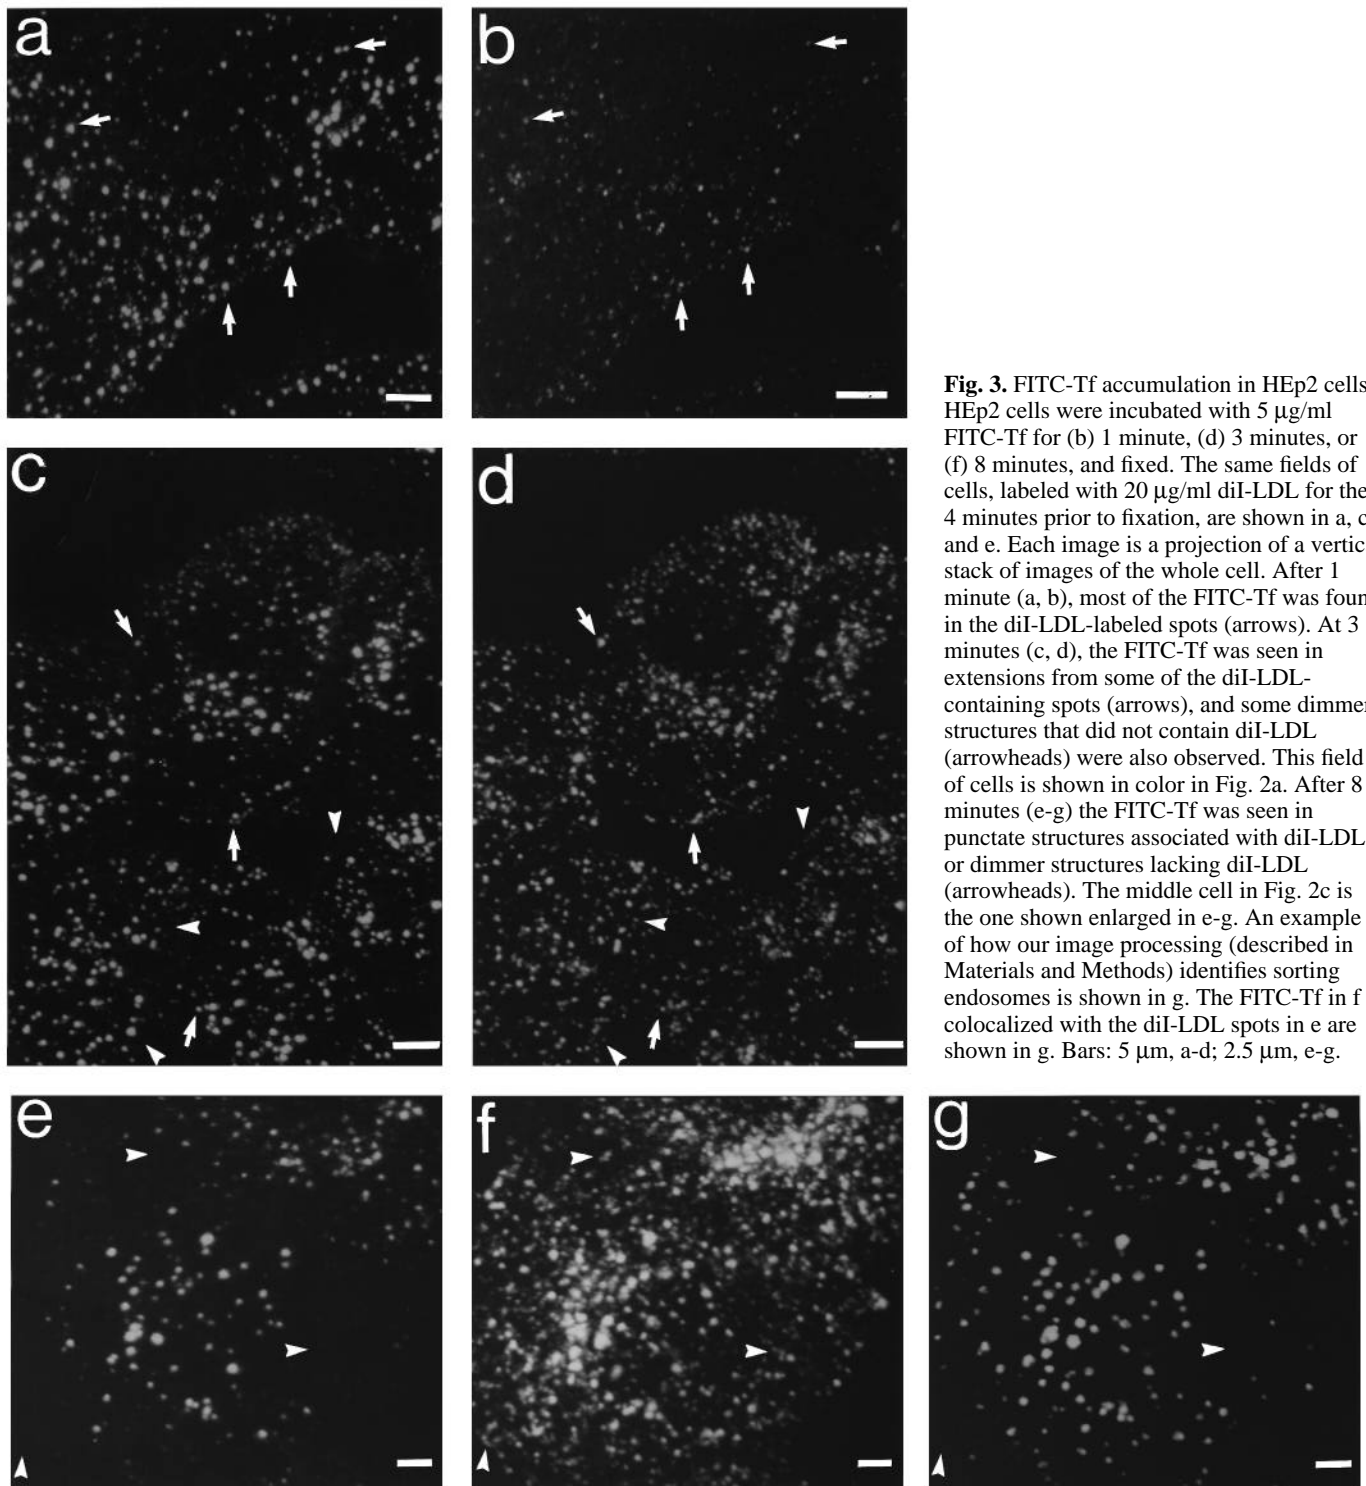 a
b
Fig. 3. FITC-Tf accumulation in HEp2 cells
HEp2 cells were incubated with 5 μg/ml
FITC-Tf for (b) 1 minute, (d) 3 minutes, or
(f) 8 minutes, and fixed. The same fields of
cells, labeled with 20 μg/ml diI-LDL for the
4 minutes prior to fixation, are shown in a, c
and e. Each image is a projection of a vertic
stack of images of the whole cell. After 1
minute (a, b), most of the FITC-Tf was foun
in the diI-LDL-labeled spots (arrows). At 3
minutes (c, d), the FITC-Tf was seen in
extensions from some of the diI-LDL-
containing spots (arrows), and some dimmer
structures that did not contain diI-LDL
(arrowheads) were also observed. This field
of cells is shown in color in Fig. 2a. After 8
minutes (e-g) the FITC-Tf was seen in
punctate structures associated with diI-LDL
or dimmer structures lacking diI-LDL
(arrowheads). The middle cell in Fig. 2c is
the one shown enlarged in e-g. An example
of how our image processing (described in
Materials and Methods) identifies sorting
endosomes is shown in g. The FITC-Tf in f
colocalized with the diI-LDL spots in e are
shown in g. Bars: 5 μm, a-d; 2.5 μm, e-g.
c
d
e
f
g